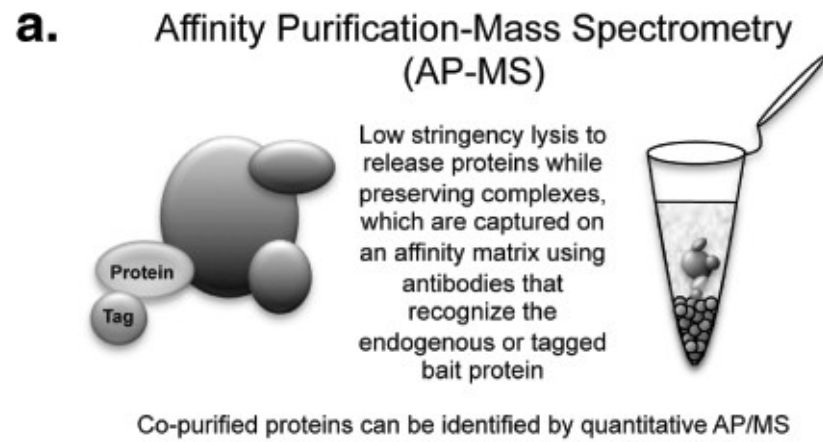 a.
Affinity Purification-Mass Spectrometry
(AP-MS)
Low stringency lysis to
release proteins while
preserving complexes,
which are captured on
an affinity matrix using
antibodies that
recognize the
endogenous or tagged
bait protein
Protein
Tag
Co-purified proteins can be identified by quantitative AP/MS